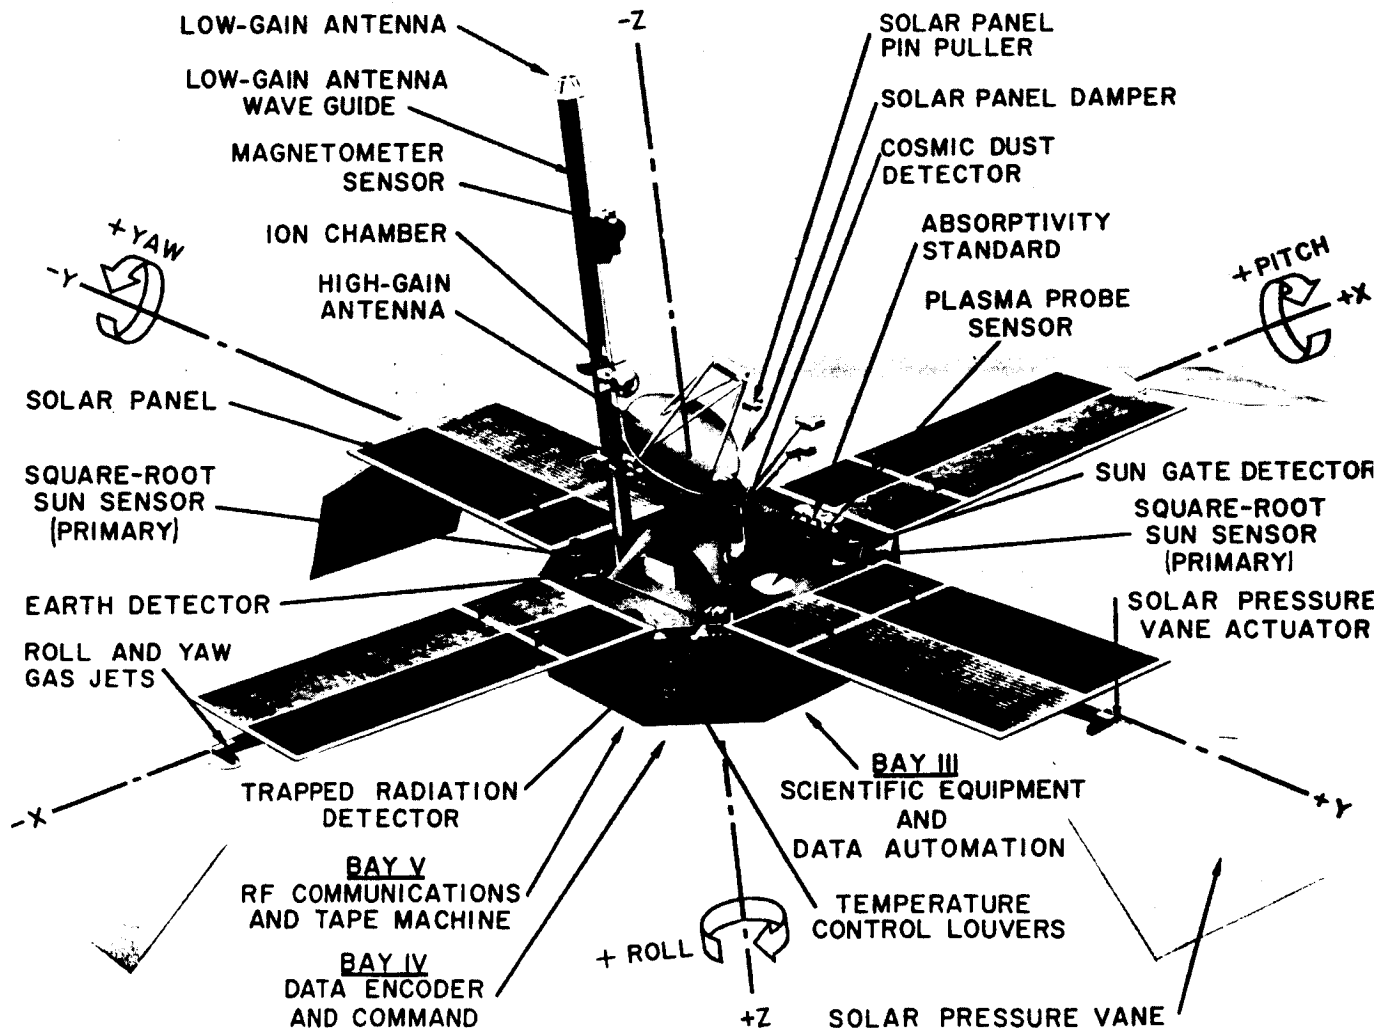 LOW-GAIN ANTENNA
LOW-GAIN ANTENNA
WAVE GUIDE
MAGNETOMETER
SENSOR
ION CHAMBER
HIGH-GAIN
ANTENNA
+YAW
-Y
SOLAR PANEL
SQUARE-ROOT
SUN SENSOR
(PRIMARY)
EARTH DETECTOR
ROLL AND YAW
GAS JETS
-X
TRAPPED RADIATION
DETECTOR
BAY V
RF COMMUNICATIONS
AND TAPE MACHINE
BAY IV
DATA ENCODER
AND COMMAND
-Z
SOLAR PANEL
PIN PULLER
SOLAR PANEL DAMPER
COSMIC DUST
DETECTOR
ABSORPTIVITY
STANDARD
PLASMA PROBE
SENSOR
+PITCH
+X
SUN GATE DETECTOR
SQUARE-ROOT
SUN SENSOR
(PRIMARY)
SOLAR PRESSURE
VANE ACTUATOR
+Y
BAY III
SCIENTIFIC EQUIPMENT
AND
DATA AUTOMATION
TEMPERATURE
CONTROL LOUVERS
+ ROLL
+Z
SOLAR PRESSURE VANE